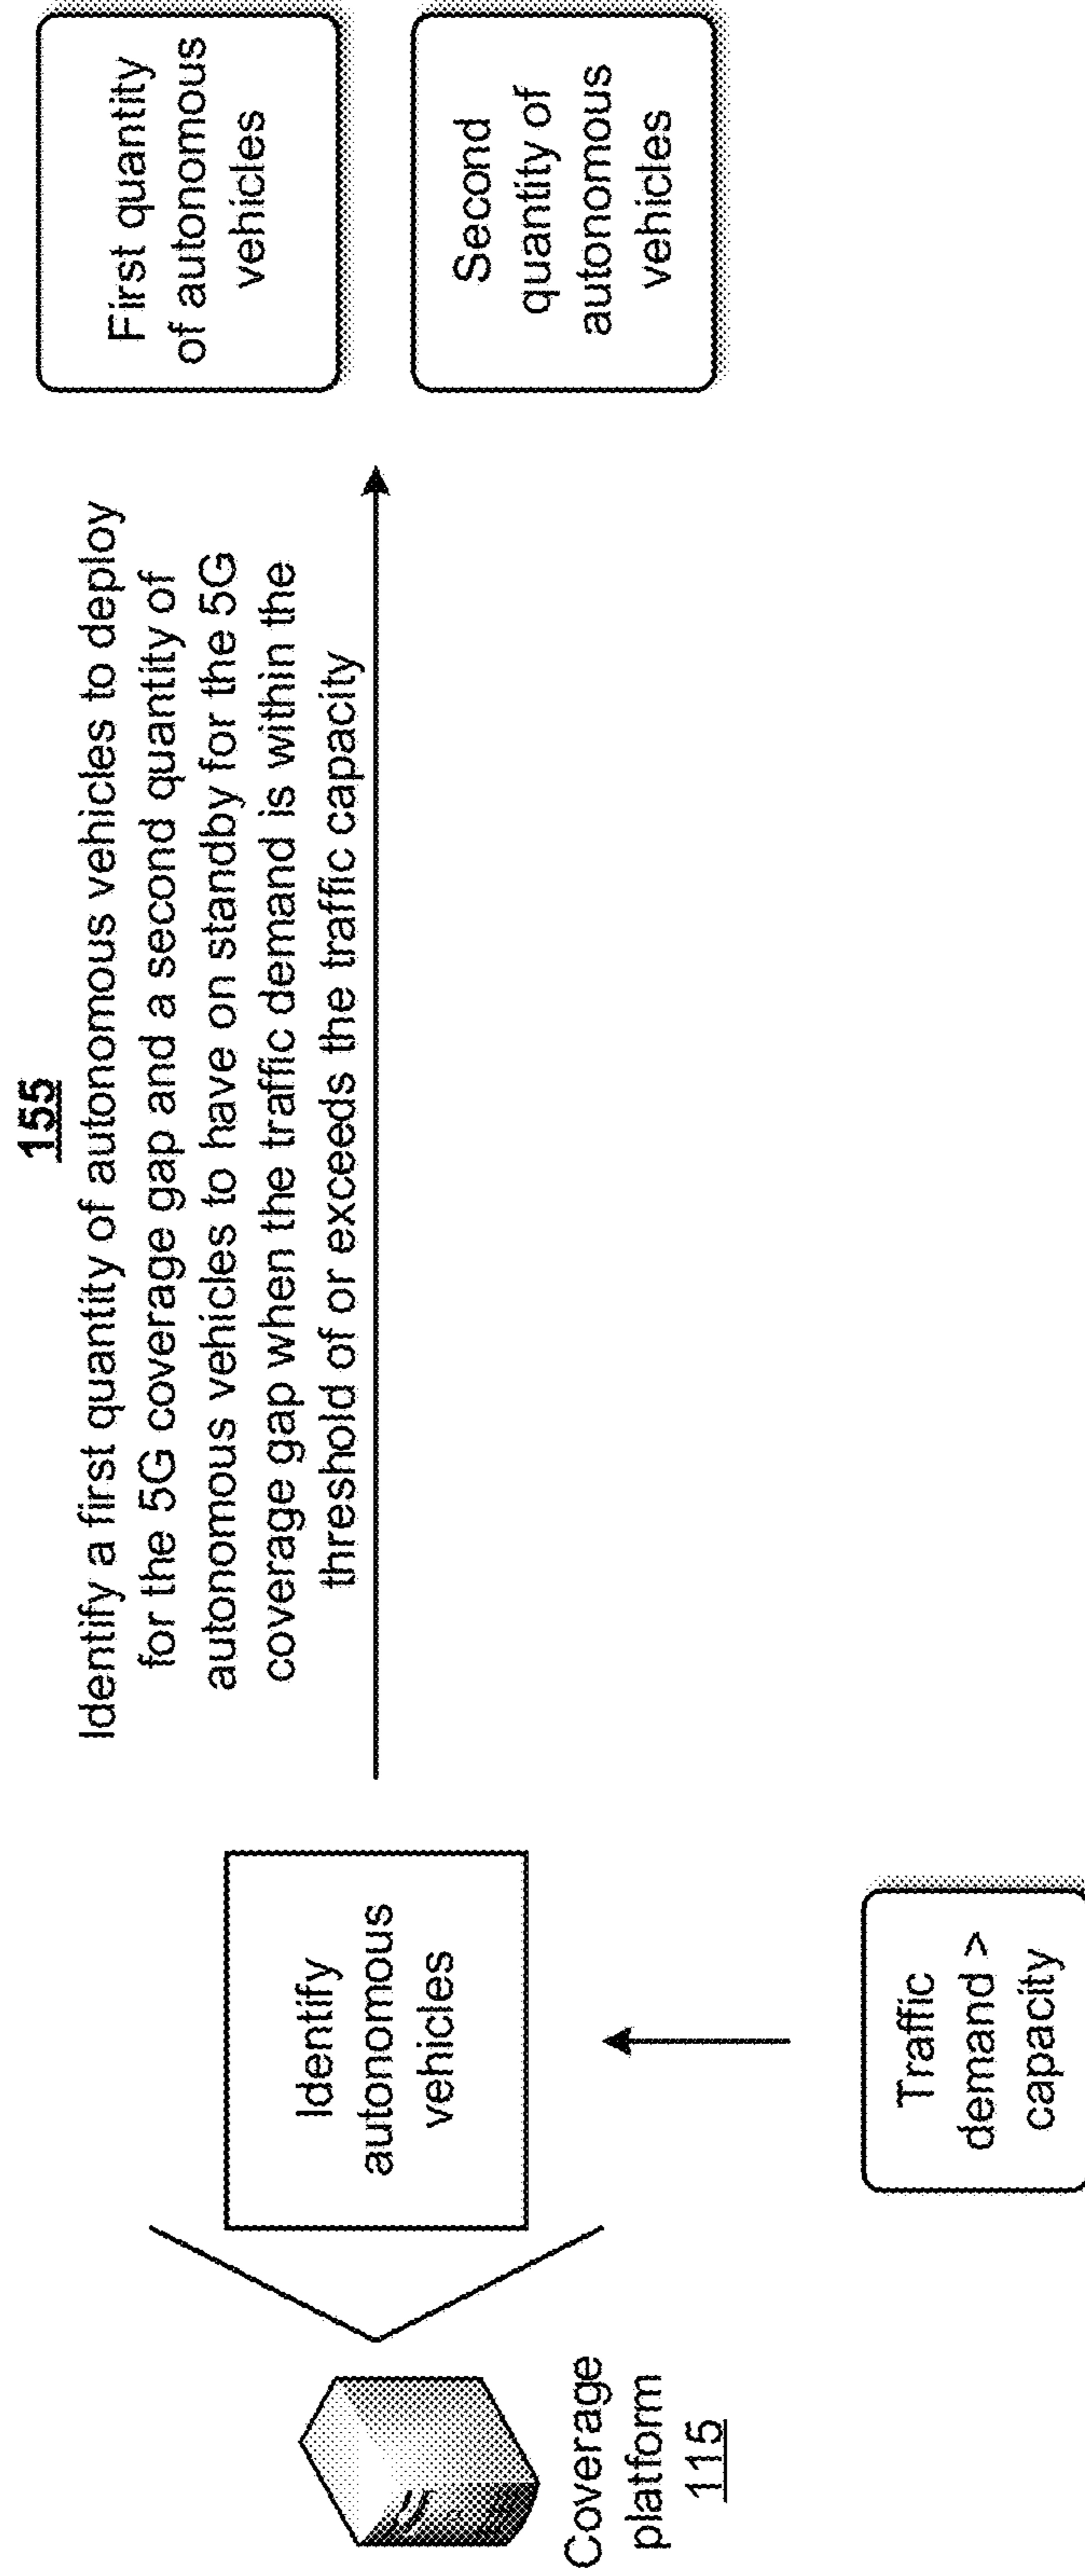 155
Identify a first quantity of autonomous vehicles to deploy
for the 5G coverage gap and a second quantity of
autonomous vehicles to have on standby for the 5G
coverage gap when the traffic demand is within the
threshold of or exceeds the traffic capacity
First quantity
of autonomous
vehicles
Second
quantity of
autonomous
vehicles
Identify
autonomous
vehicles
Coverage
platform
115
Traffic
demand >
capacity